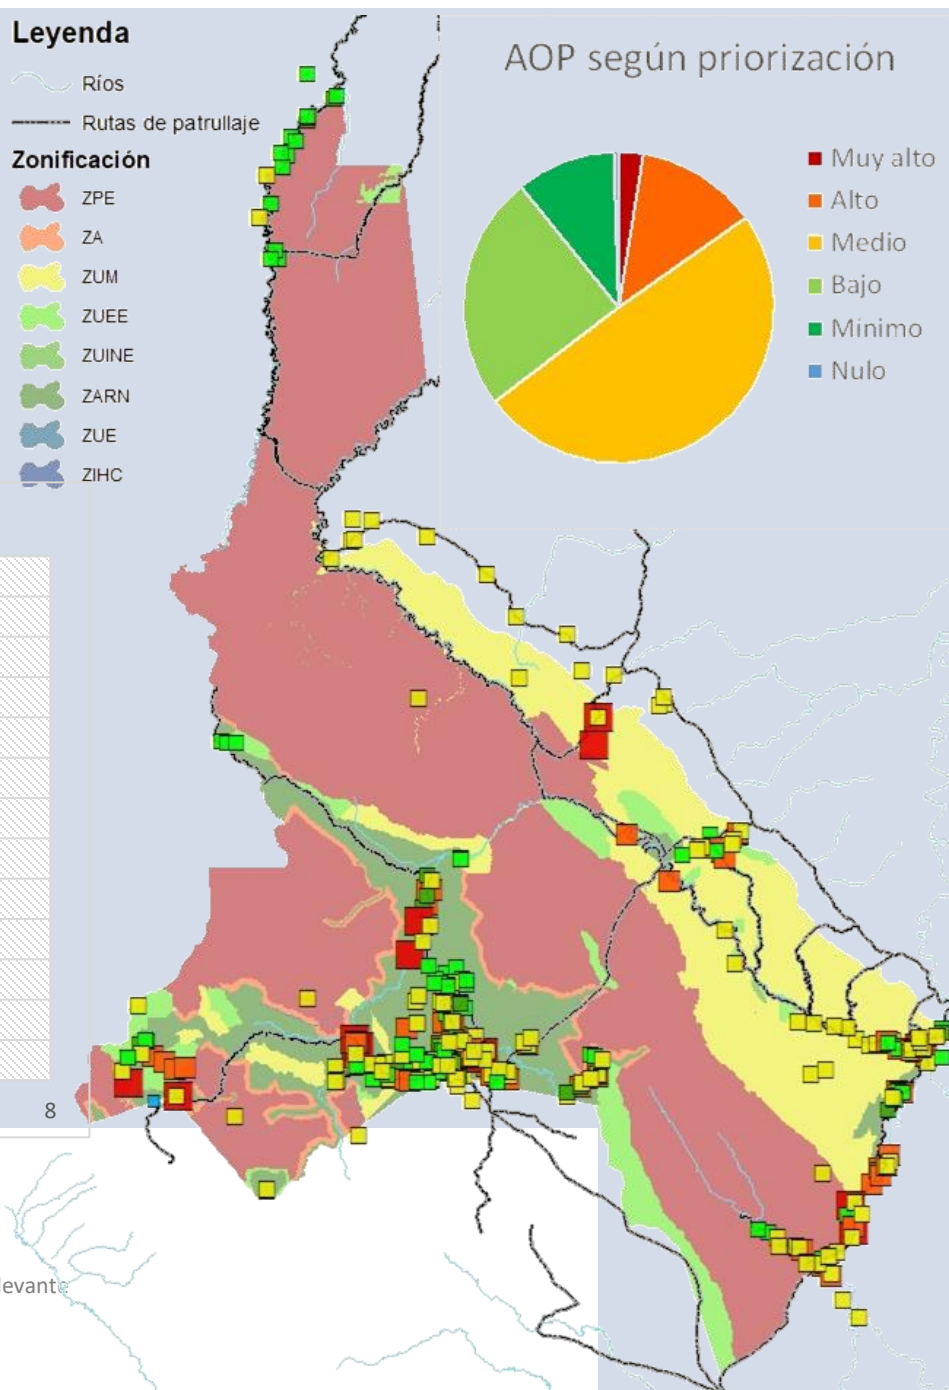 Leyenda
Ríos
Rutas de patrullaje
Zonificación
ZPE
ZA
ZUM
ZUEE
ZUINE
ZARN
ZUE
ZIHC
AOP según priorización
Muy alto
Alto
Medio
Bajo
Mínimo
Nulo
8
levante